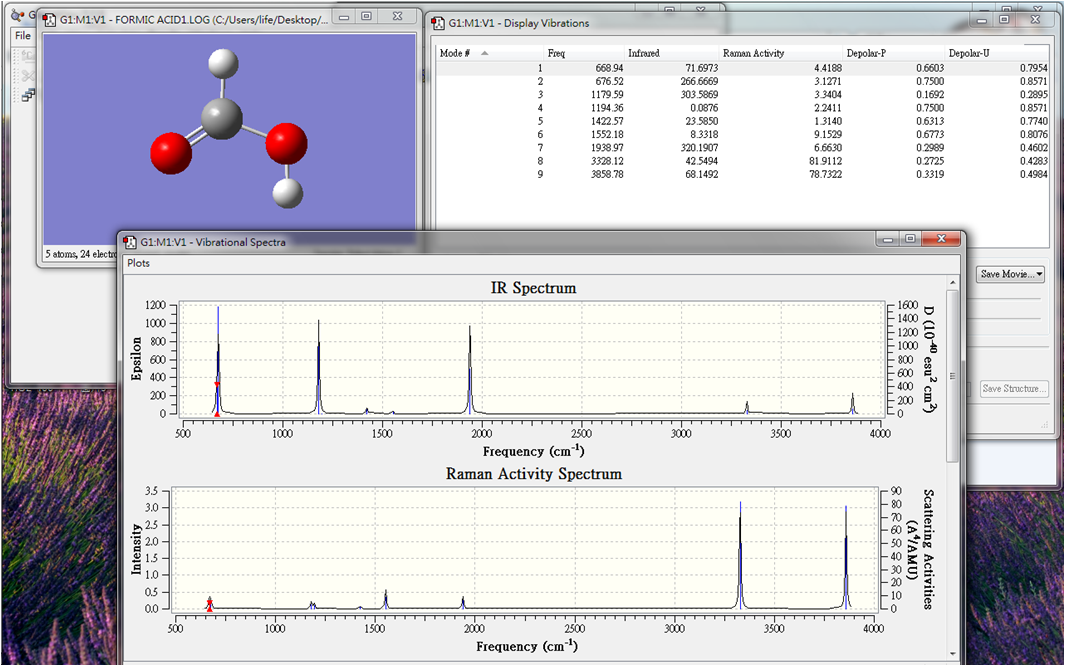 G
File
G1:M1:V1 - FORMIC ACID1.LOG (C:/Users/life/Desktop/...
5 atoms, 24 electro
G1:M1:V1 - Display Vibrations
Mode # Freq Infrared Raman Activity Depolar-P Depolar-U
1 668.94 71.6973 4.4188 0.6603 0.7954
2 676.52 266.6669 3.1271 0.7500 0.8571
3 1179.59 303.5869 3.3404 0.1692 0.2895
4 1194.36 0.0876 2.2411 0.7500 0.8571
5 1422.57 23.5850 1.3140 0.6313 0.7740
6 1552.18 8.3318 9.1529 0.6773 0.8076
7 1938.97 320.1907 6.6630 0.2989 0.4602
8 3328.12 42.5494 81.9112 0.2725 0.4283
9 3858.78 68.1492 78.7322 0.3319 0.4984
Save Movie...
Save Structure...
G1:M1:V1 - Vibrational Spectra
Plots
IR Spectrum
Epsilon
1200
1000
800
600
400
200
0
1600
1400
1200
1000
800
600
400
200
0
D (10⁻⁴⁰ esu² cm²)
500 1000 1500 2000 2500 3000 3500 4000
Frequency (cm⁻¹)
Raman Activity Spectrum
Intensity
3.5
3.0
2.5
2.0
1.5
1.0
0.5
0.0
90
80
70
60
50
40
30
20
10
0
Scattering Activities
(A⁴/AMU)
500 1000 1500 2000 2500 3000 3500 4000
Frequency (cm⁻¹)